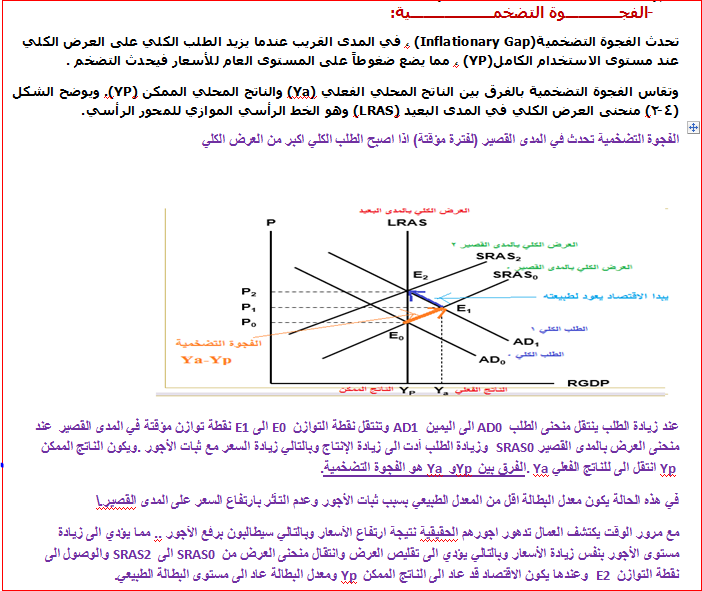 -الفجـــــــــــوة التضخمـــــــــــــــــية:
تحدث الفجوة التضخمية(Inflationary Gap) ، في المدى القريب عندما يزيد الطلب الكلي على العرض الكلي
عند مستوى الاستخدام الكامل(YP) ، مما يضع ضغوطاً على المستوى العام للأسعار فيحدث التضخم .
وتقاس الفجوة التضخمية بالفرق بين الناتج المحلي الفعلي (Ya) والناتج المحلي الممكن (YP). ويوضح الشكل
(٤-٢) منحنى العرض الكلي في المدى البعيد (LRAS) وهو الخط الرأسي الموازي للمحور الرأسي.
الفجوة التضخمية تحدث في المدى القصير (لفترة مؤقتة) اذا اصبح الطلب الكلي اكبر من العرض الكلي
العرض الكلي بالمدى البعيد
P
LRAS
العرض الكلي بالمدى القصير ٢
SRAS2
العرض الكلي بالمدى القصير ٠
SRAS0
E2
P2
يبدا الاقتصاد يعود لطبيعته
P1
E1
P0
E0
الطلب الكلي ١
AD1
الفجوة التضخمية
Ya-Yp
الطلب الكلي ٠
AD0
RGDP
الناتج الممكن
YP
Ya
الناتج الفعلي
عند زيادة الطلب ينتقل منحنى الطلب AD0 الى اليمين AD1 وتنتقل نقطة التوازن E0 الى E1 نقطة توازن مؤقتة في المدى القصير عند
منحنى العرض بالمدى القصير SRAS0 وزيادة الطلب أدت الى زيادة الإنتاج وبالتالي زيادة السعر مع ثبات الأجور .ويكون الناتج الممكن
Yp انتقل الى للناتج الفعلي Ya .الفرق بين Ypو Ya هو الفجوة التضخمية.
في هذه الحالة يكون معدل البطالة اقل من المعدل الطبيعي بسبب ثبات الأجور وعدم التأثر بارتفاع السعر على المدى القصير.\
مع مرور الوقت يكتشف العمال تدهور اجورهم الحقيقية نتيجة ارتفاع الأسعار وبالتالي سيطالبون برفع الأجور .. مما يؤدي الى زيادة
مستوى الأجور بنفس زيادة الأسعار وبالتالي يؤدي الى تقليص العرض وانتقال منحنى العرض من SRAS0 الى SRAS2 والوصول الى
نقطة التوازن E2 وعندها يكون الاقتصاد قد عاد الى الناتج الممكن Yp ومعدل البطالة عاد الى مستوى البطالة الطبيعي.